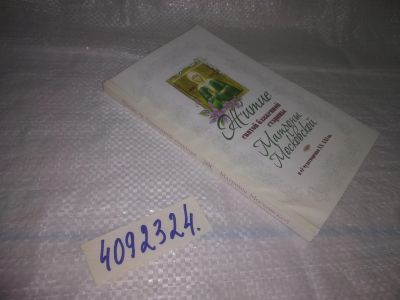 Житие
святой блаженной
старицы
Матроны
Московской
4092324.